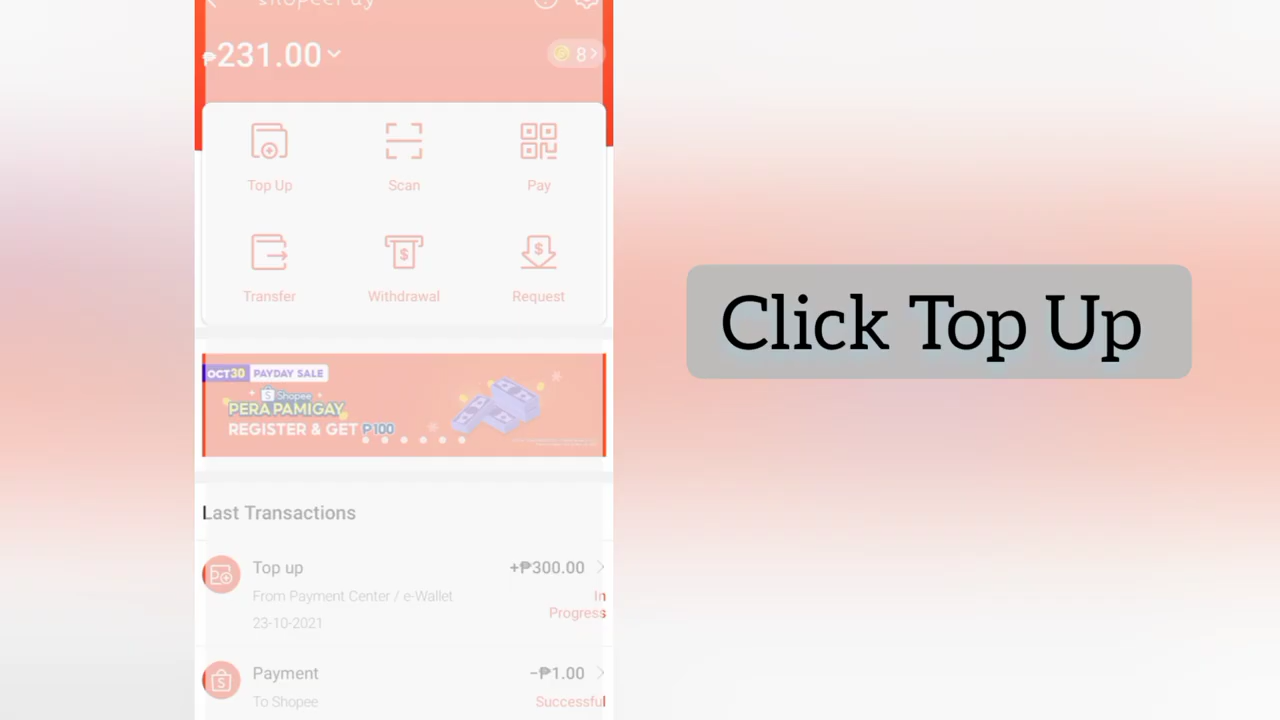 ShopeePay
₱231.00
8
Top Up
Scan
Pay
Transfer
Withdrawal
Request
OCT30 PAYDAY SALE
Shopee
PERA PAMIGAY
REGISTER & GET ₱100
Last Transactions
Top up
+₱300.00
From Payment Center / e-Wallet
In
Progress
23-10-2021
Payment
-₱1.00
To Shopee
Successful
Click Top Up